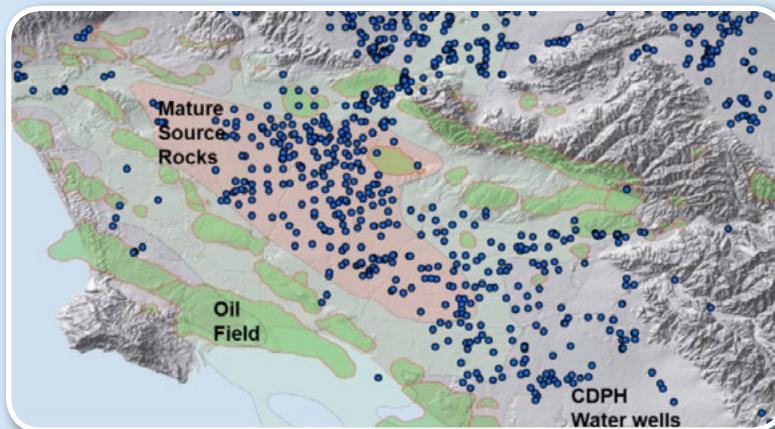 Mature
Source
Rocks
Oil
Field
CDPH
Water wells